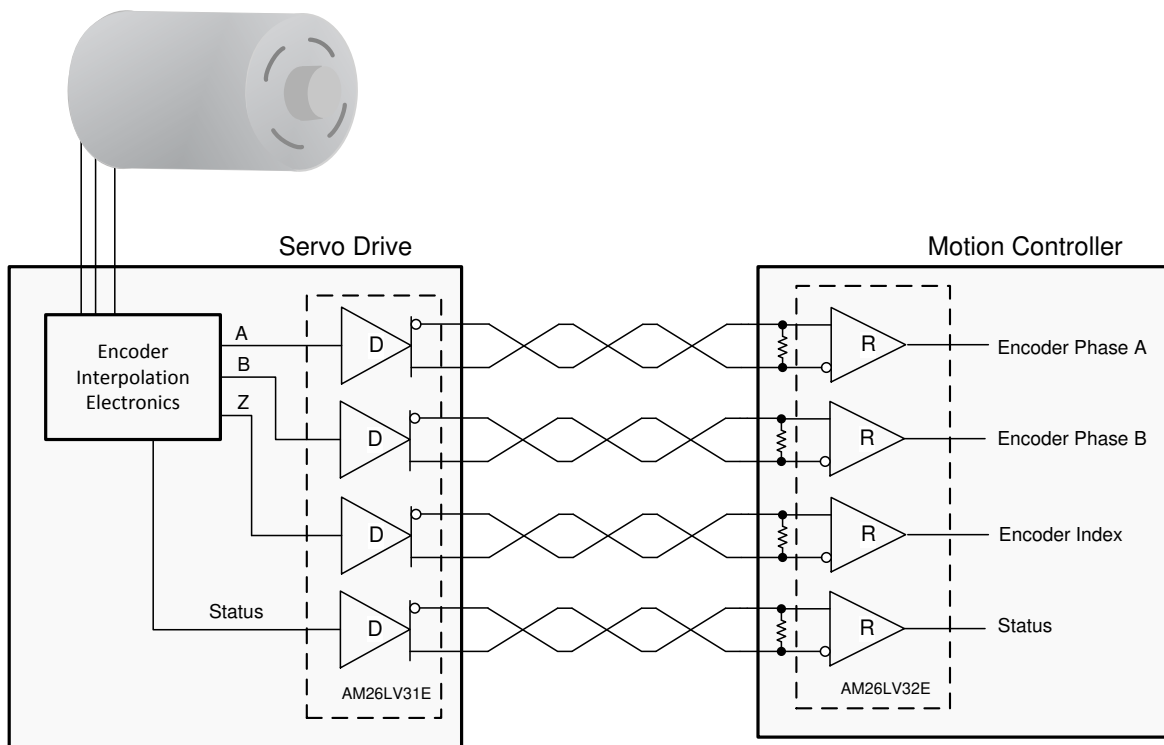 Servo Drive
Motion Controller
Encoder
Interpolation
Electronics
A
B
Z
Status
D
D
D
D
AM26LV31E
R
R
R
R
AM26LV32E
Encoder Phase A
Encoder Phase B
Encoder Index
Status